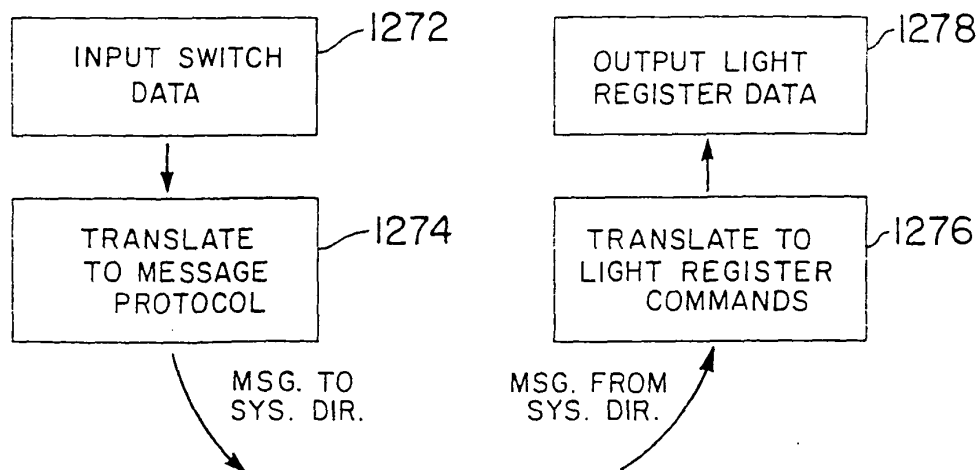 1272
INPUT SWITCH
DATA
1274
TRANSLATE
TO MESSAGE
PROTOCOL
MSG. TO
SYS. DIR.
1278
OUTPUT LIGHT
REGISTER DATA
1276
TRANSLATE TO
LIGHT REGISTER
COMMANDS
MSG. FROM
SYS. DIR.